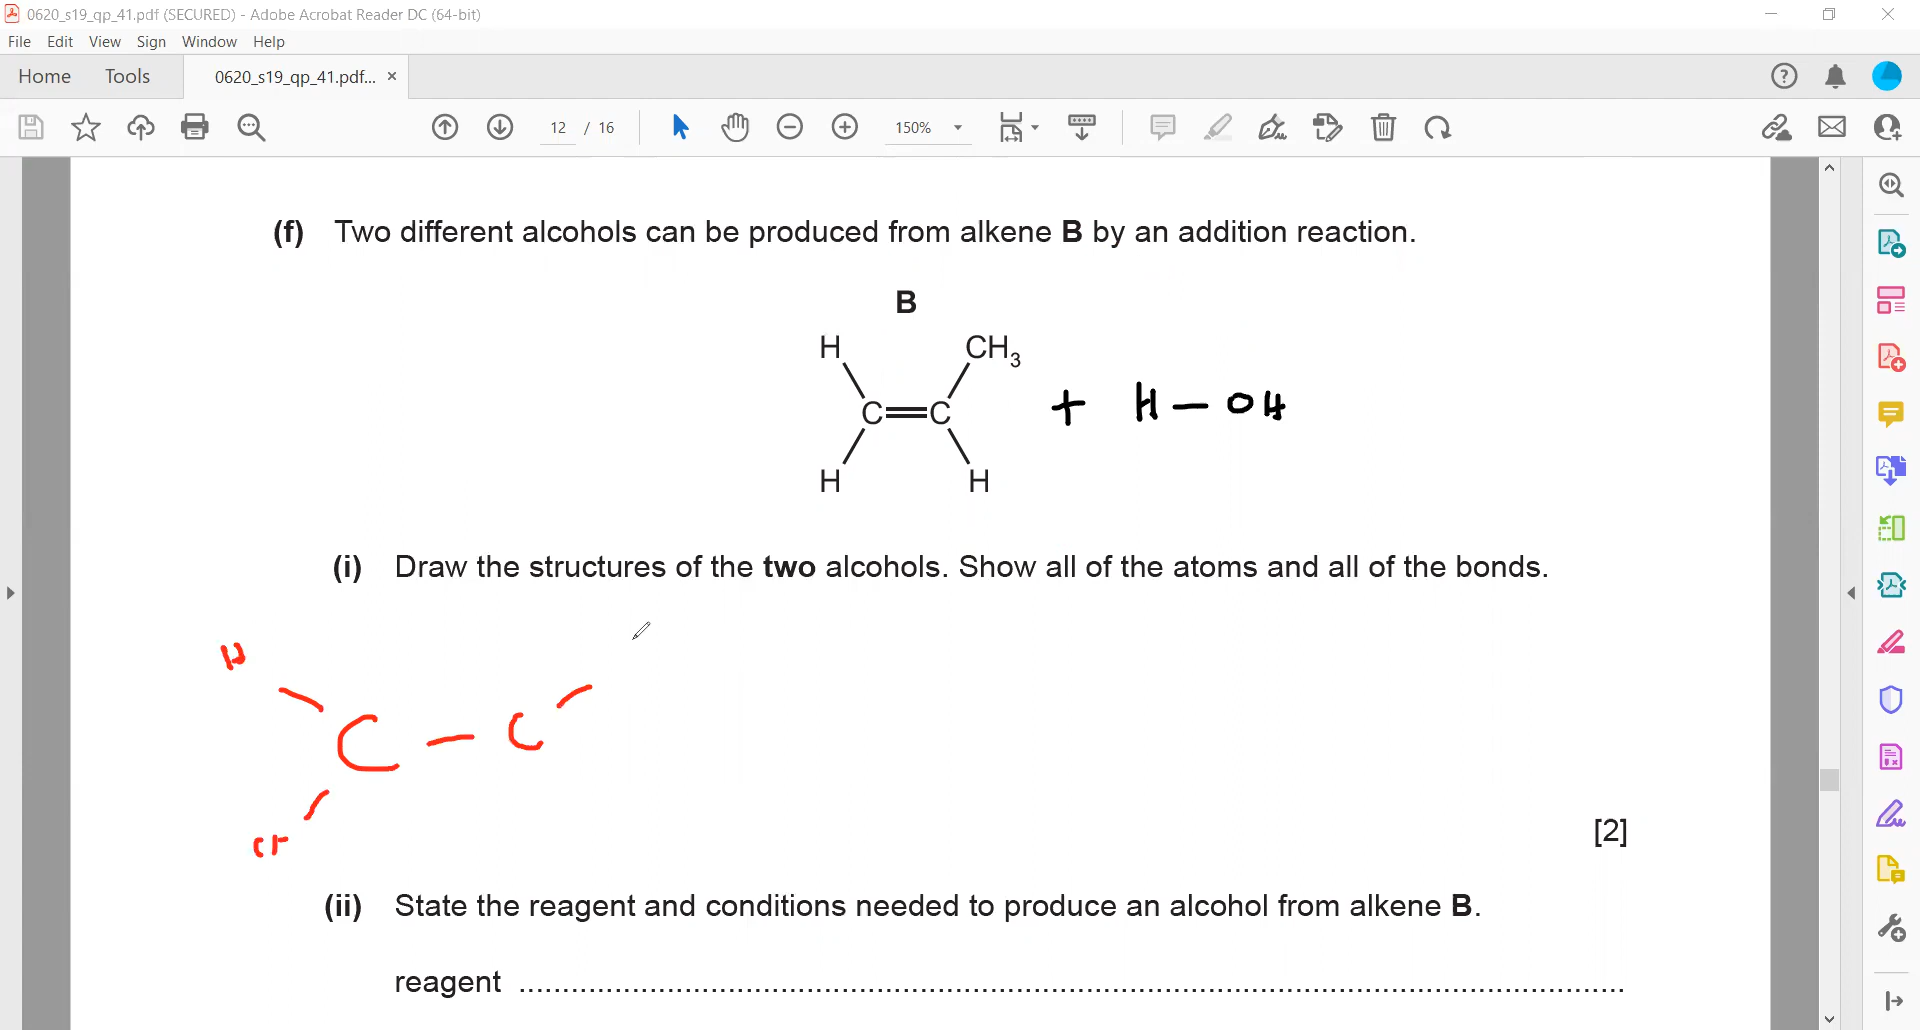 0620_s19_qp_41.pdf (SECURED) - Adobe Acrobat Reader DC (64-bit)
File Edit View Sign Window Help
Home Tools 0620_s19_qp_41.pdf... ×
12 / 16 150%
(f) Two different alcohols can be produced from alkene B by an addition reaction.
B
H CH3
C C + H — OH
H H
(i) Draw the structures of the two alcohols. Show all of the atoms and all of the bonds.
H
C — C
[2]
(ii) State the reagent and conditions needed to produce an alcohol from alkene B.
reagent ................................................................................................